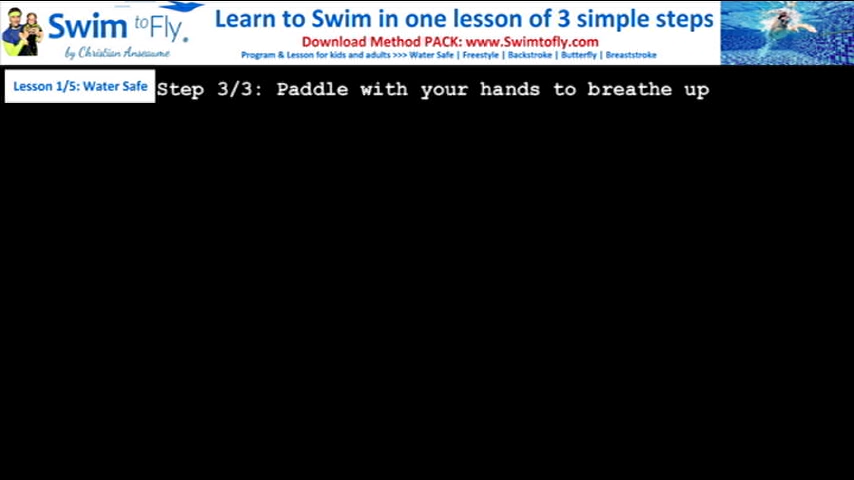 Swim to Fly.
by Christian Anseaume
Learn to Swim in one lesson of 3 simple steps
Download Method PACK: www.Swimtofly.com
Program & Lesson for kids and adults >>> Water Safe | Freestyle | Backstroke | Butterfly | Breaststroke
Lesson 1/5: Water Safe
Step 3/3: Paddle with your hands to breathe up